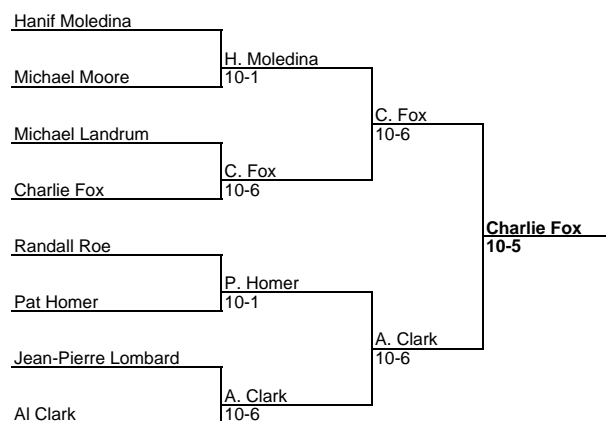 Hanif Moledina
H. Moledina
10-1
Michael Moore
C. Fox
10-6
Michael Landrum
C. Fox
10-6
Charlie Fox
Charlie Fox
10-5
Randall Roe
P. Homer
10-1
Pat Homer
A. Clark
10-6
Jean-Pierre Lombard
A. Clark
10-6
Al Clark